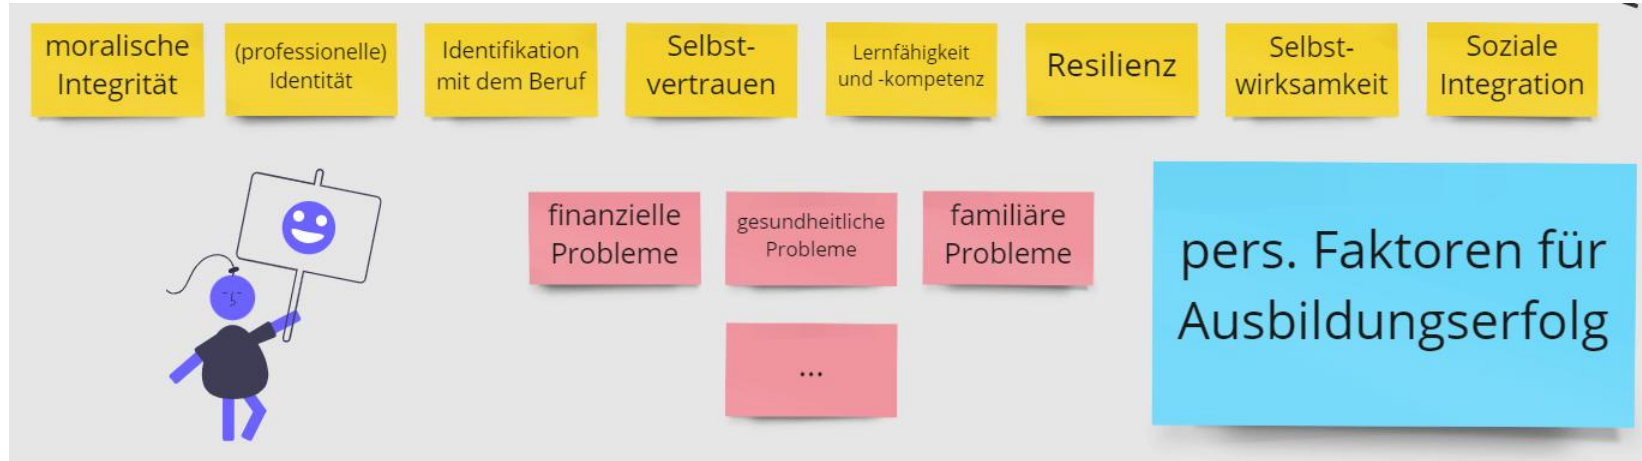 moralische
Integrität
(professionelle)
Identität
Identifikation
mit dem Beruf
Selbst-
vertrauen
Lernfähigkeit
und -kompetenz
Resilienz
Selbst-
wirksamkeit
Soziale
Integration
finanzielle
Probleme
gesundheitliche
Probleme
familiäre
Probleme
...
pers. Faktoren für
Ausbildungserfolg